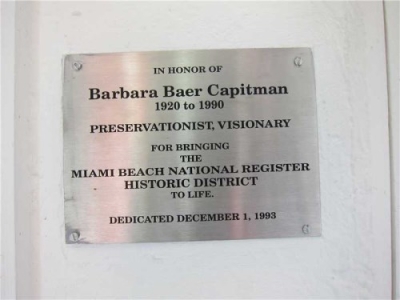 IN HONOR OF
Barbara Baer Capitman
1920 to 1990
PRESERVATIONIST, VISIONARY
FOR BRINGING
THE
MIAMI BEACH NATIONAL REGISTER
HISTORIC DISTRICT
TO LIFE.
DEDICATED DECEMBER 1, 1993